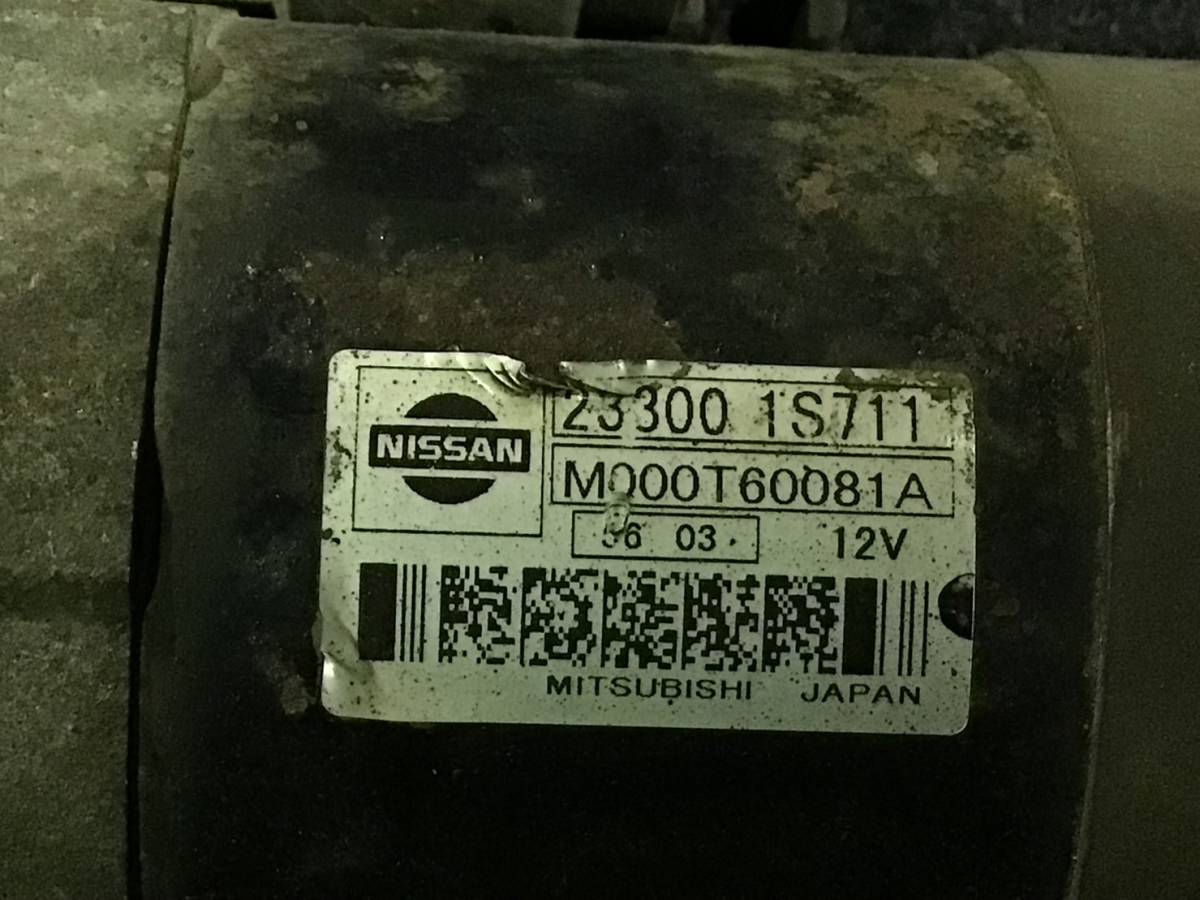 NISSAN
23300 1S711
M000T60081A
03.
12V
MITSUBISHI JAPAN